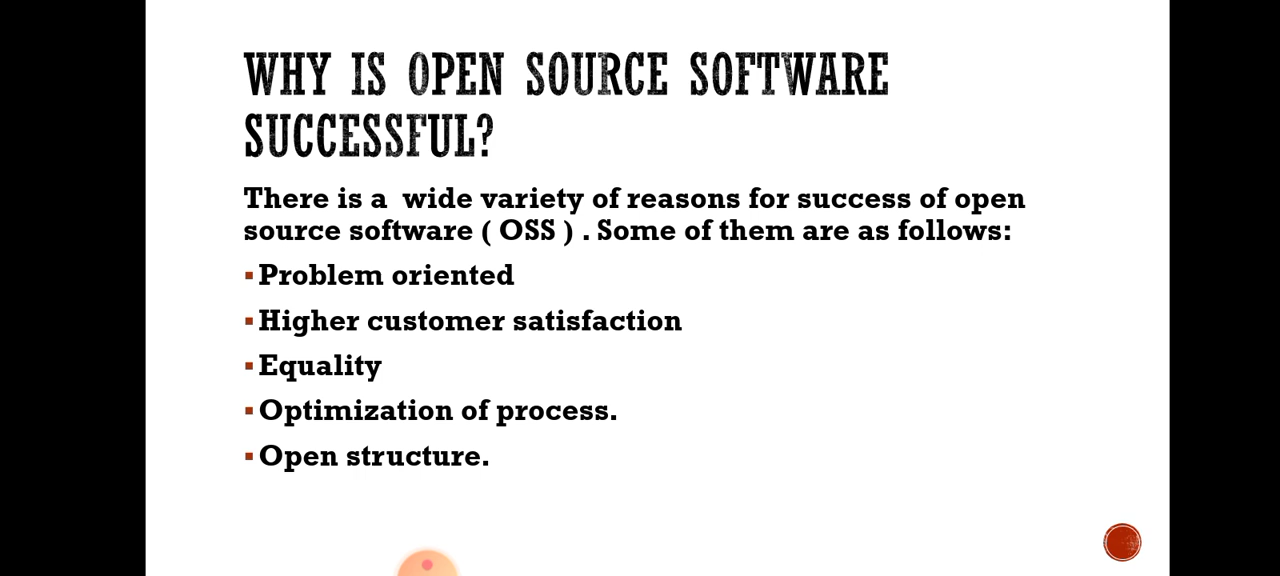 WHY IS OPEN SOURCE SOFTWARE
SUCCESSFUL?
There is a wide variety of reasons for success of open
source software ( OSS ) . Some of them are as follows:
▪Problem oriented
▪Higher customer satisfaction
▪Equality
▪Optimization of process.
▪Open structure.